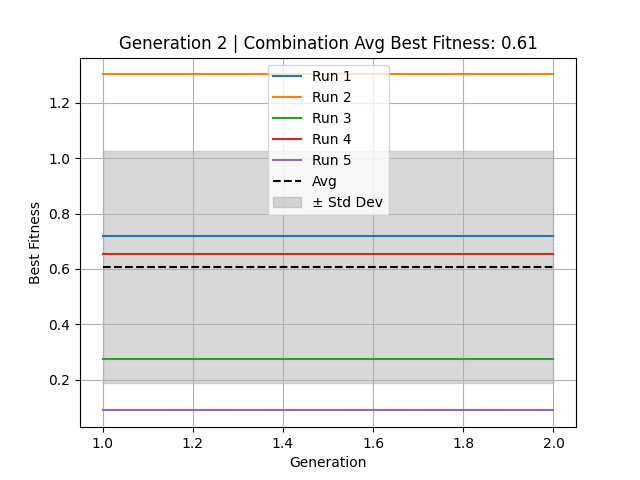 Generation 2 | Combination Avg Best Fitness: 0.61
Run 1
Run 2
Run 3
Run 4
Run 5
Avg
± Std Dev
Best Fitness
1.2
1.0
0.8
0.6
0.4
0.2
1.0 1.2 1.4 1.6 1.8 2.0
Generation